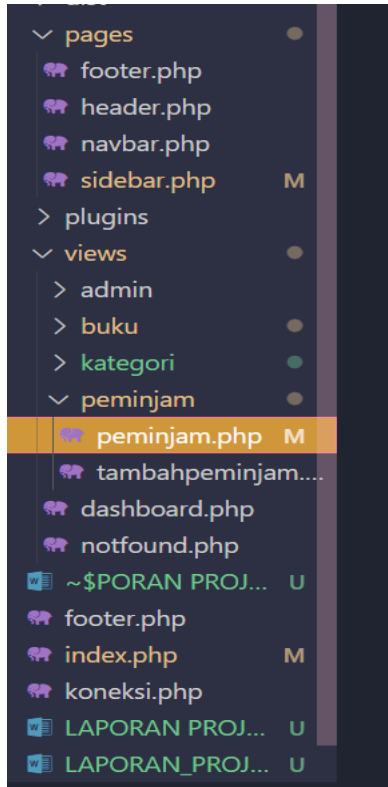 pages
footer.php
header.php
navbar.php
sidebar.php M
plugins
views
admin
buku
kategori
peminjam
peminjam.php M
tambahpeminjam....
dashboard.php
notfound.php
~$PORAN PROJ... U
footer.php
index.php M
koneksi.php
LAPORAN PROJ... U
LAPORAN_PROJ... U